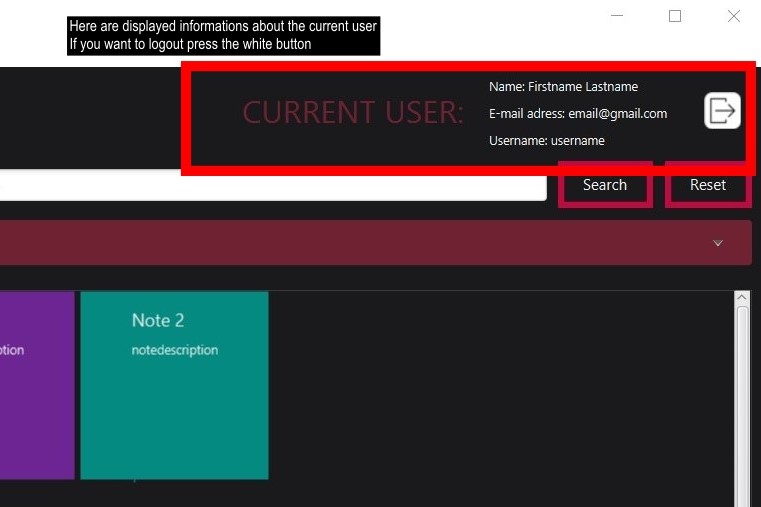 Here are displayed informations about the current user
If you want to logout press the white button
CURRENT USER:
Name: Firstname Lastname
E-mail adress: email@gmail.com
Username: username
Search
Reset
Note 2
ption
notedescription